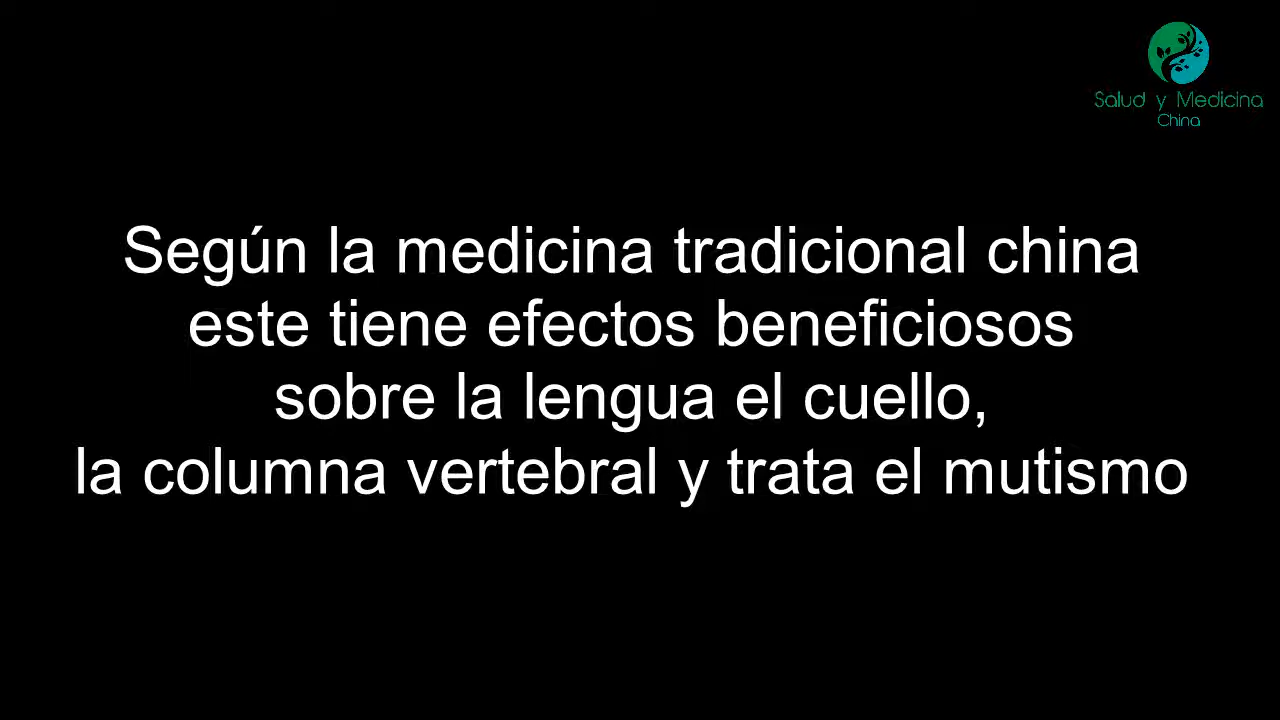 Salud y Medicina
China
Según la medicina tradicional china
este tiene efectos beneficiosos
sobre la lengua el cuello,
la columna vertebral y trata el mutismo